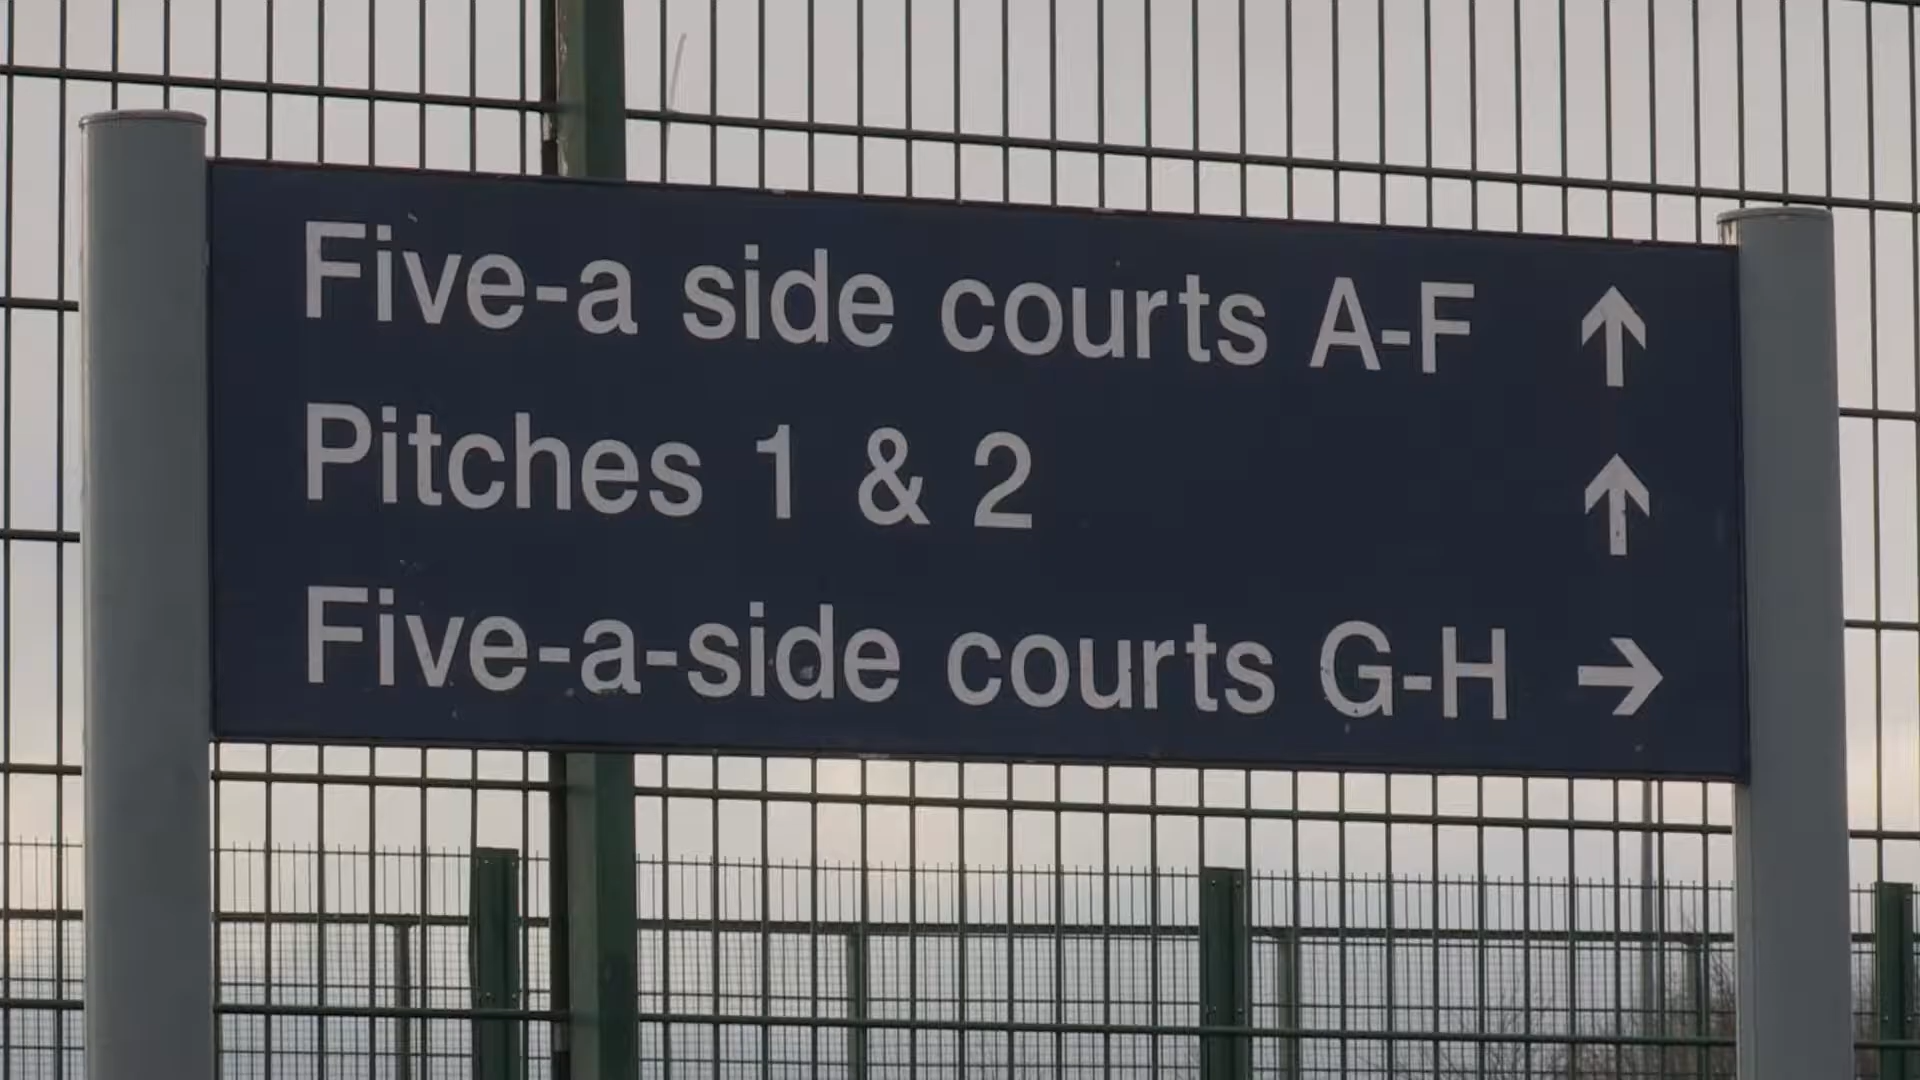 Five-a side courts A-F ↑
Pitches 1 & 2 ↑
Five-a-side courts G-H →